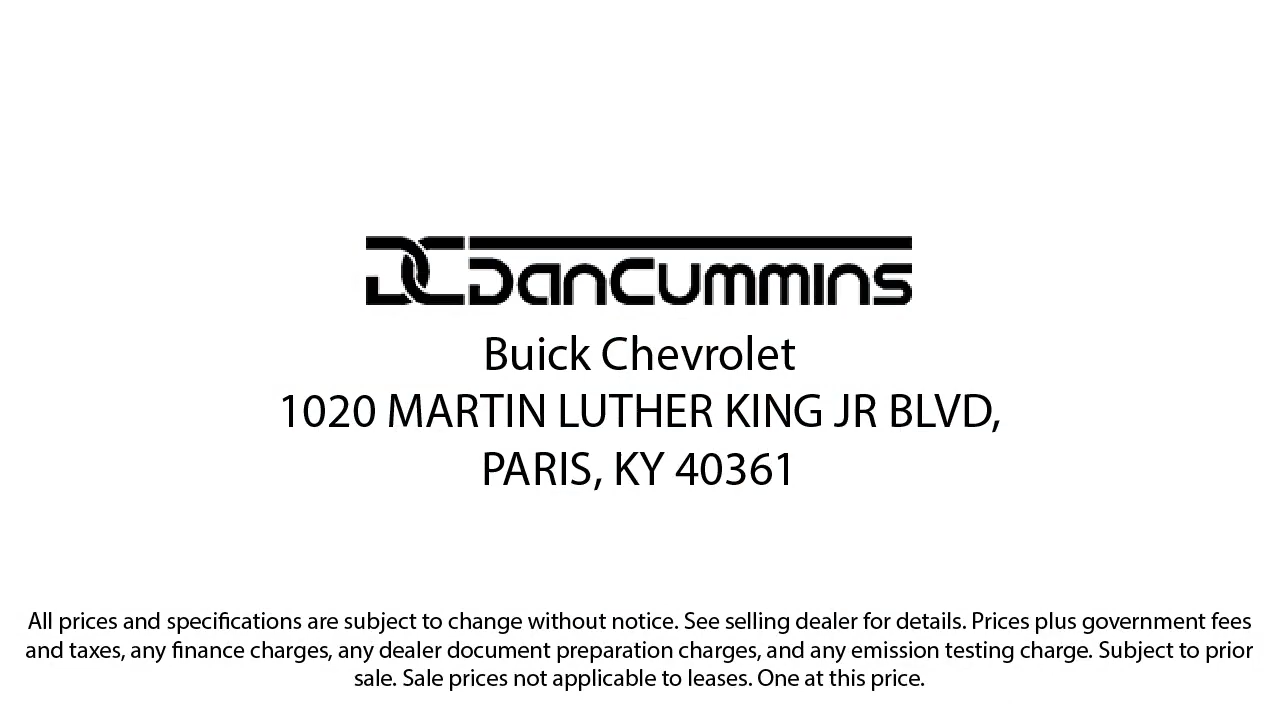 DC DanCummins
Buick Chevrolet
1020 MARTIN LUTHER KING JR BLVD,
PARIS, KY 40361
All prices and specifications are subject to change without notice. See selling dealer for details. Prices plus government fees
and taxes, any finance charges, any dealer document preparation charges, and any emission testing charge. Subject to prior
sale. Sale prices not applicable to leases. One at this price.